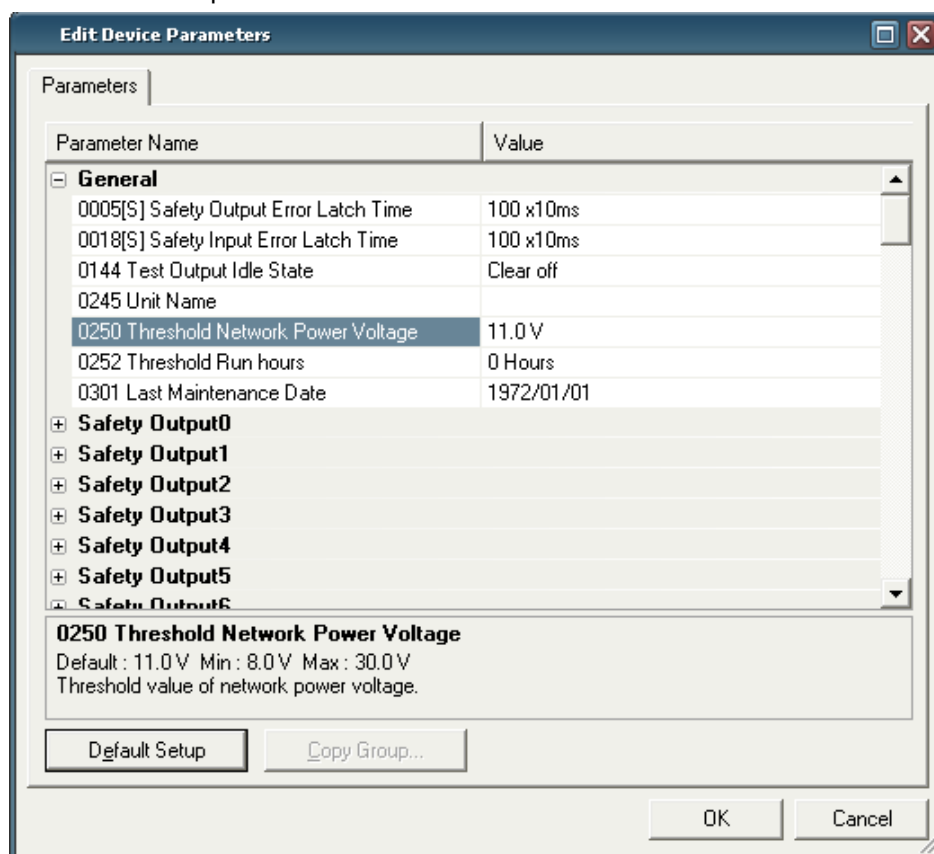 Edit Device Parameters
Parameters
Parameter Name Value
General
0005[S] Safety Output Error Latch Time 100 x10ms
0018[S] Safety Input Error Latch Time 100 x10ms
0144 Test Output Idle State Clear off
0245 Unit Name
0250 Threshold Network Power Voltage 11.0 V
0252 Threshold Run hours 0 Hours
0301 Last Maintenance Date 1972/01/01
Safety Output0
Safety Output1
Safety Output2
Safety Output3
Safety Output4
Safety Output5
Safety Output6
0250 Threshold Network Power Voltage
Default : 11.0 V Min : 8.0 V Max : 30.0 V
Threshold value of network power voltage.
Default Setup Copy Group...
OK Cancel